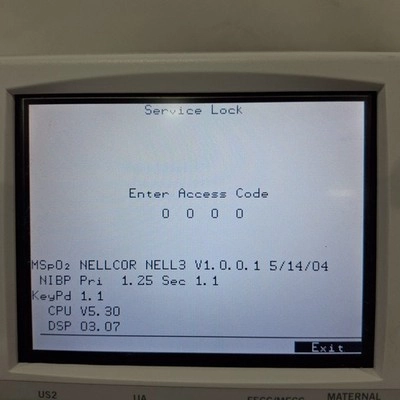 Service Lock
Enter Access Code
0 0 0 0
MSpO₂ NELLCOR NELL3 V1.0.0.1 5/14/04
NIBP Pri 1.25 Sec 1.1
KeyPd 1.1
CPU V5.30
DSP 03.07
Exit
US2 UA FECG/MECG MATERNAL